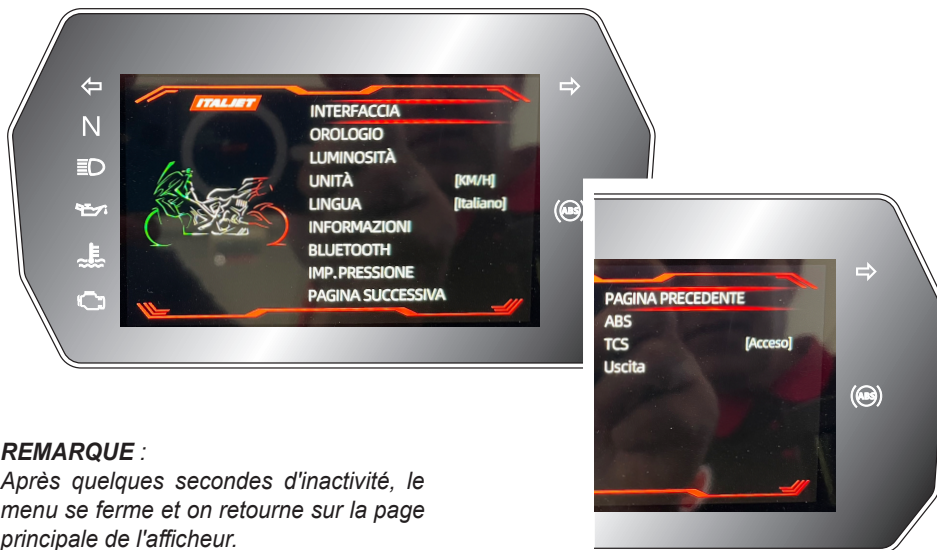 ITALJET
INTERFACCIA
OROLOGIO
LUMINOSITÀ
UNITÀ [KM/H]
LINGUA [Italiano]
INFORMAZIONI
BLUETOOTH
IMP. PRESSIONE
PAGINA SUCCESSIVA
N
ABS
PAGINA PRECEDENTE
ABS
TCS [Acceso]
Uscita
ABS
REMARQUE :
Après quelques secondes d'inactivité, le
menu se ferme et on retourne sur la page
principale de l'afficheur.